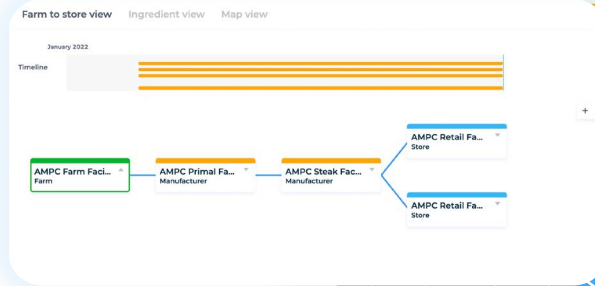 Farm to store view Ingredient view Map view
January 2022
Timeline
+
AMPC Retail Fa...
Store
AMPC Farm Faci...
Farm
AMPC Primal Fa...
Manufacturer
AMPC Steak Fac...
Manufacturer
AMPC Retail Fa...
Store